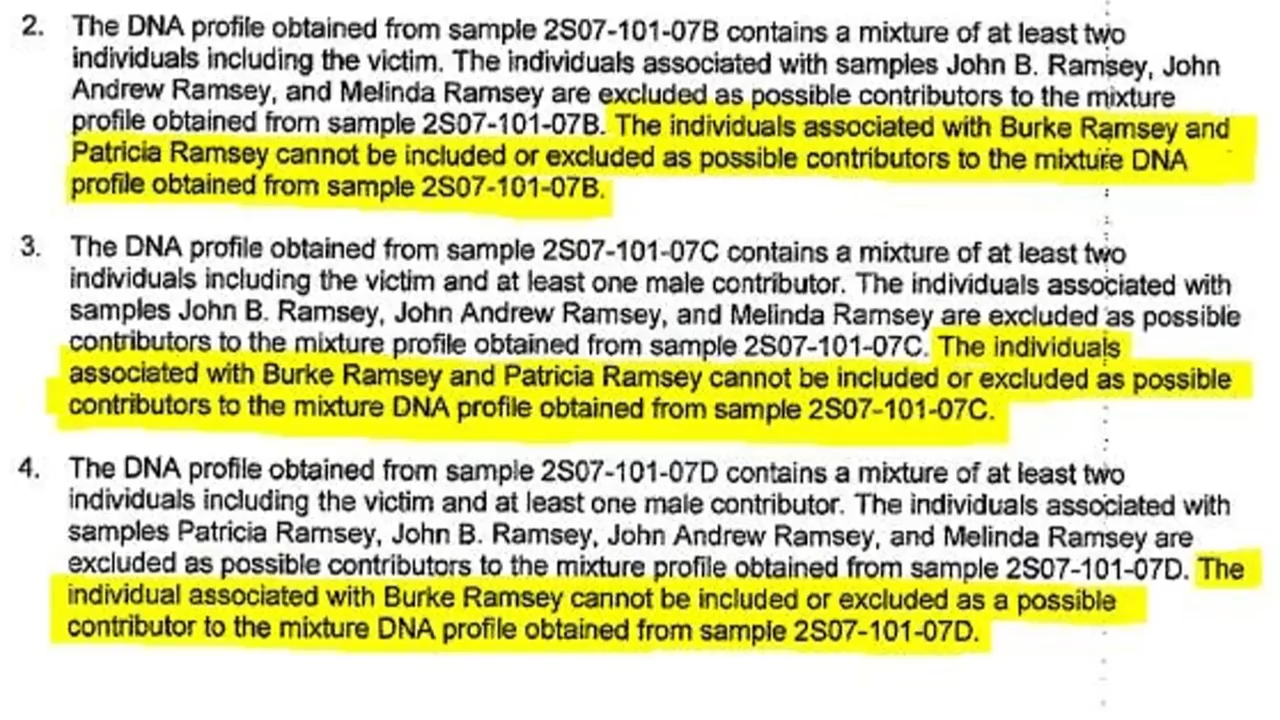 2. The DNA profile obtained from sample 2S07-101-07B contains a mixture of at least two
individuals including the victim. The individuals associated with samples John B. Ramsey, John
Andrew Ramsey, and Melinda Ramsey are excluded as possible contributors to the mixture
profile obtained from sample 2S07-101-07B. The individuals associated with Burke Ramsey and
Patricia Ramsey cannot be included or excluded as possible contributors to the mixture DNA
profile obtained from sample 2S07-101-07B.
3. The DNA profile obtained from sample 2S07-101-07C contains a mixture of at least two
individuals including the victim and at least one male contributor. The individuals associated with
samples John B. Ramsey, John Andrew Ramsey, and Melinda Ramsey are excluded as possible
contributors to the mixture profile obtained from sample 2S07-101-07C. The individuals
associated with Burke Ramsey and Patricia Ramsey cannot be included or excluded as possible
contributors to the mixture DNA profile obtained from sample 2S07-101-07C.
4. The DNA profile obtained from sample 2S07-101-07D contains a mixture of at least two
individuals including the victim and at least one male contributor. The individuals associated with
samples Patricia Ramsey, John B. Ramsey, John Andrew Ramsey, and Melinda Ramsey are
excluded as possible contributors to the mixture profile obtained from sample 2S07-101-07D. The
individual associated with Burke Ramsey cannot be included or excluded as a possible
contributor to the mixture DNA profile obtained from sample 2S07-101-07D.